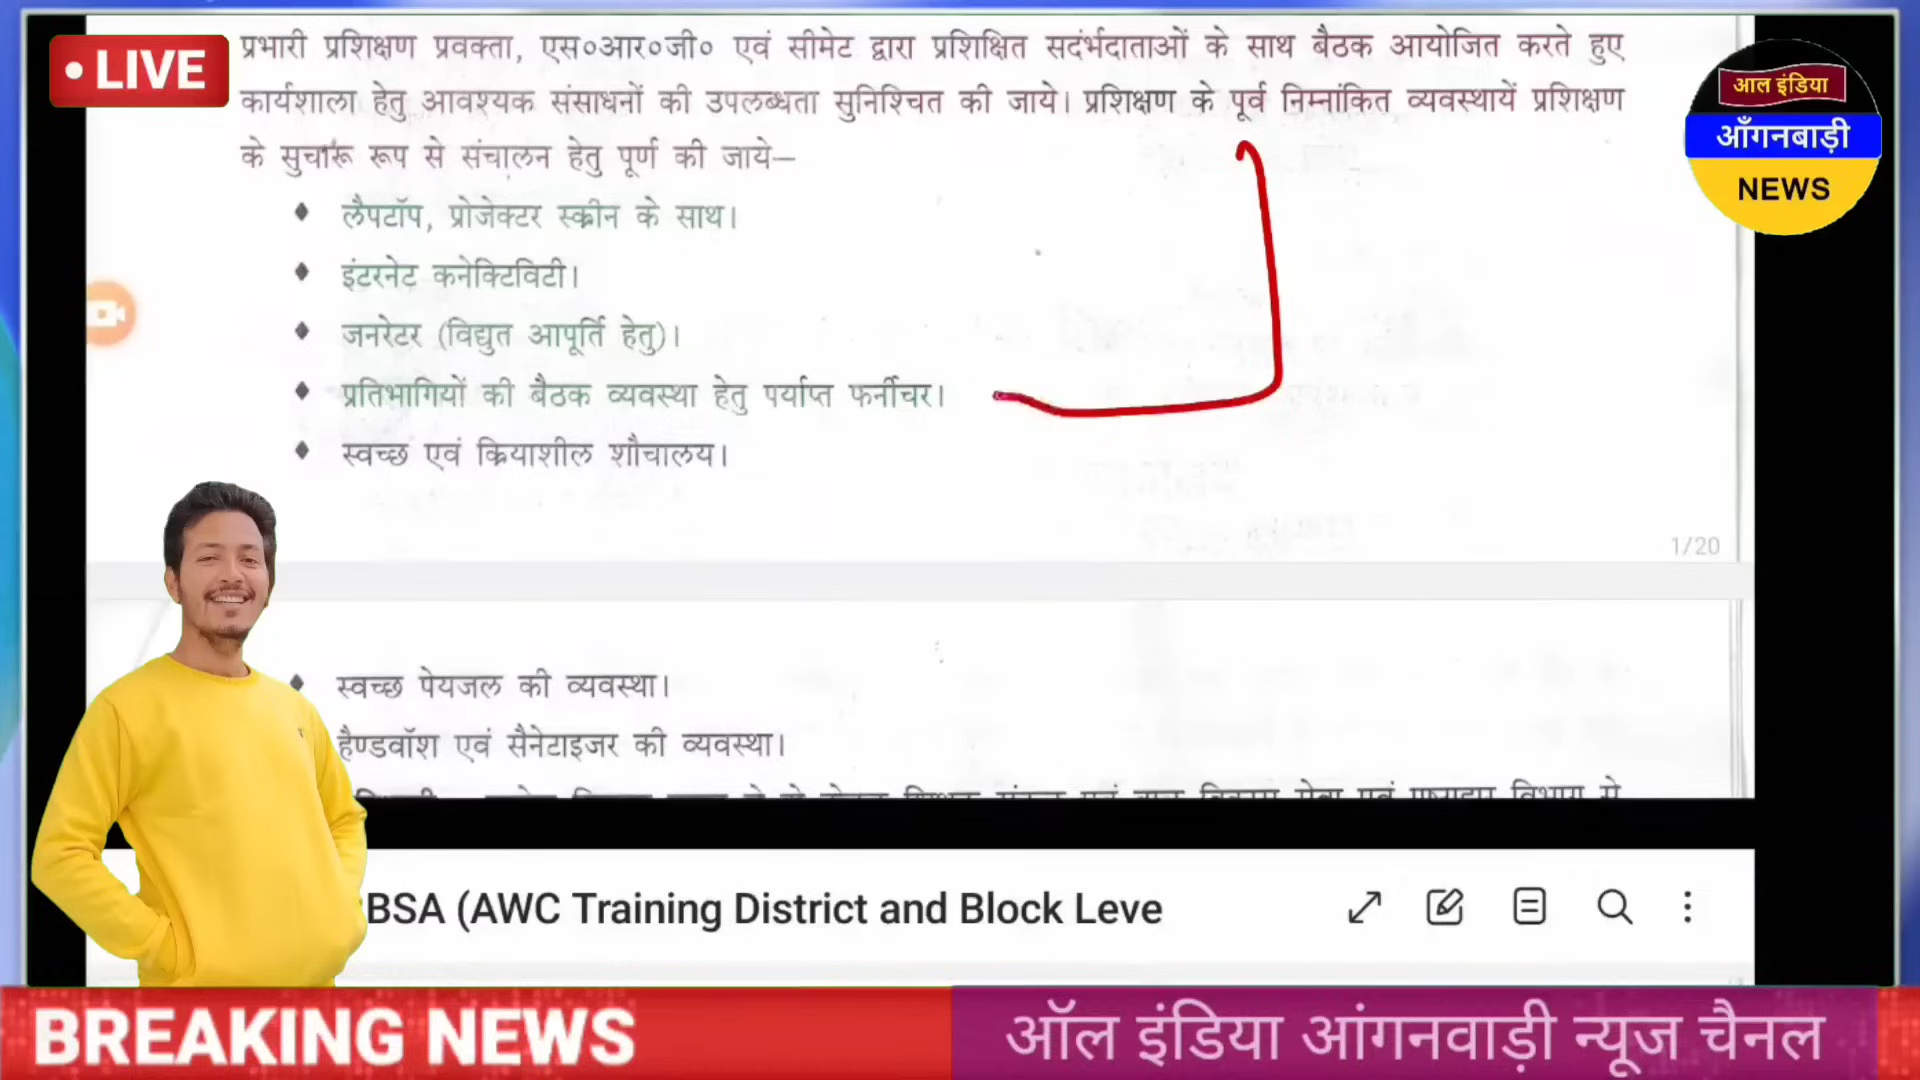 LIVE
प्रभारी प्रशिक्षण प्रवक्ता, एस०आर०जी० एवं सीमेट द्वारा प्रशिक्षित सदंर्भदाताओं के साथ बैठक आयोजित करते हुए
कार्यशाला हेतु आवश्यक संसाधनों की उपलब्धता सुनिश्चित की जाये। प्रशिक्षण के पूर्व निम्नांकित व्यवस्थायें प्रशिक्षण
के सुचारू रूप से संचालन हेतु पूर्ण की जाये–
लैपटॉप, प्रोजेक्टर स्क्रीन के साथ।
इंटरनेट कनेक्टिविटी।
जनरेटर (विद्युत आपूर्ति हेतु)।
प्रतिभागियों की बैठक व्यवस्था हेतु पर्याप्त फर्नीचर।
स्वच्छ एवं क्रियाशील शौचालय।
1/20
स्वच्छ पेयजल की व्यवस्था।
हैण्डवॉश एवं सैनेटाइजर की व्यवस्था।
BSA (AWC Training District and Block Leve
आल इंडिया
आँगनबाड़ी
NEWS
BREAKING NEWS
ऑल इंडिया आंगनवाड़ी न्यूज चैनल